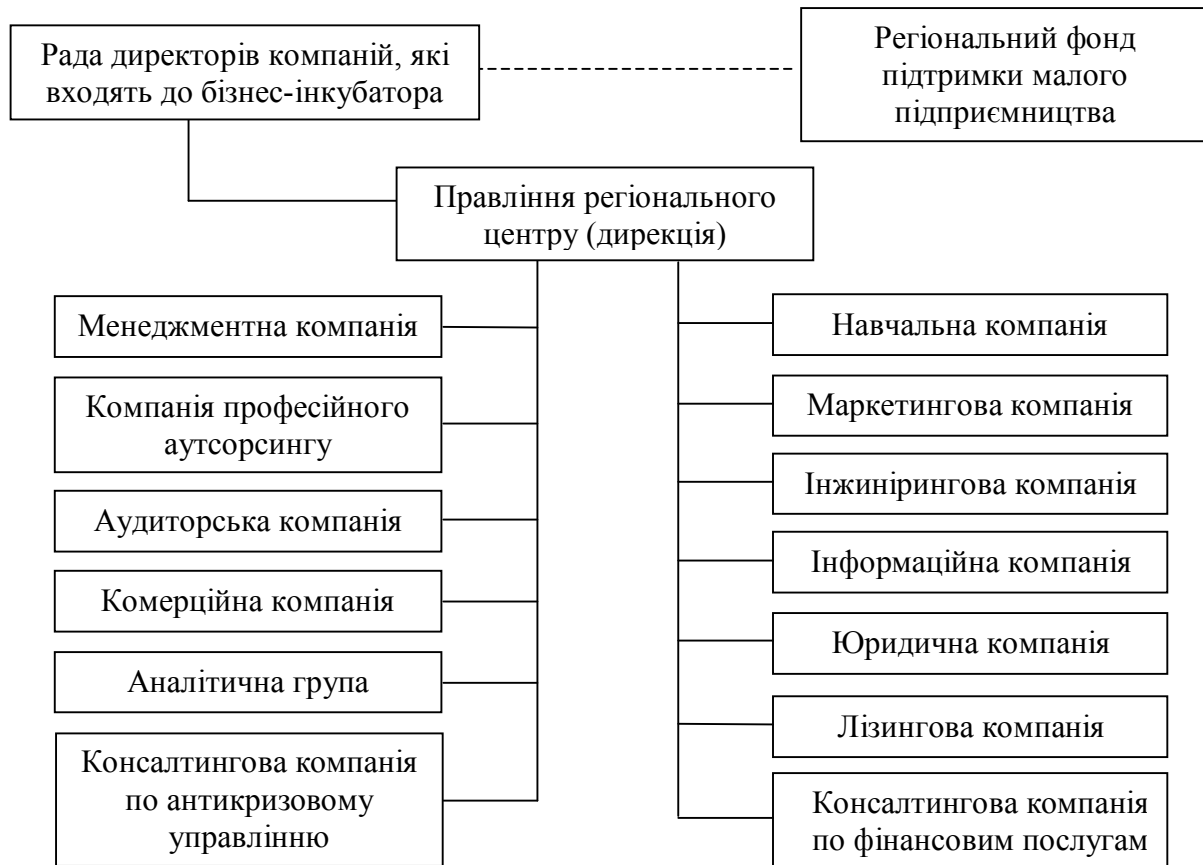 Рада директорів компаній, які
входять до бізнес-інкубатора
Регіональний фонд
підтримки малого
підприємництва
Правління регіонального
центру (дирекція)
Менеджментна компанія
Компанія професійного
аутсорсингу
Аудиторська компанія
Комерційна компанія
Аналітична група
Консалтингова компанія
по антикризовому
управлінню
Навчальна компанія
Маркетингова компанія
Інжинірингова компанія
Інформаційна компанія
Юридична компанія
Лізингова компанія
Консалтингова компанія
по фінансовим послугам